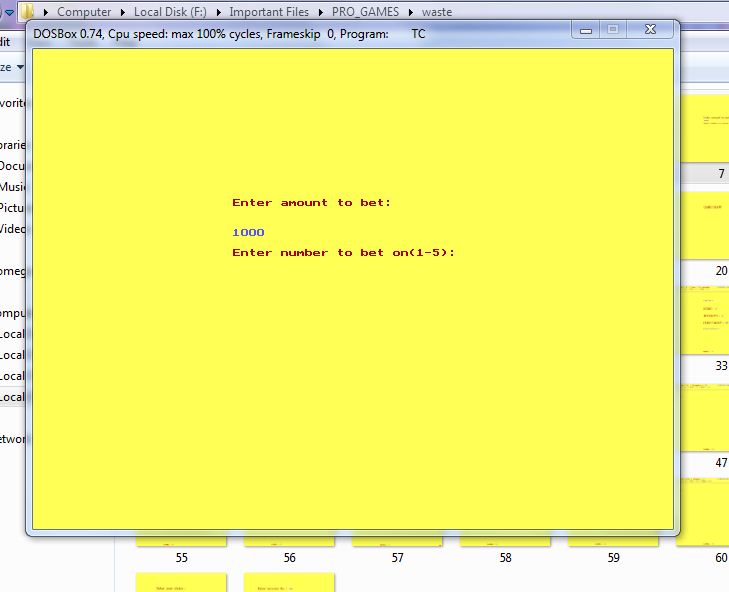 Computer Local Disk (F:) Important Files PRO_GAMES waste
DOSBox 0.74, Cpu speed: max 100% cycles, Frameskip 0, Program: TC
Enter amount to bet:
1000
Enter number to bet on(1-5):
dit
ze
avorite
braries
Docu
Music
Pictu
Video
omeg
ompu
Local
Local
Local
Local
etwor
7
20
33
47
55 56 57 58 59 60